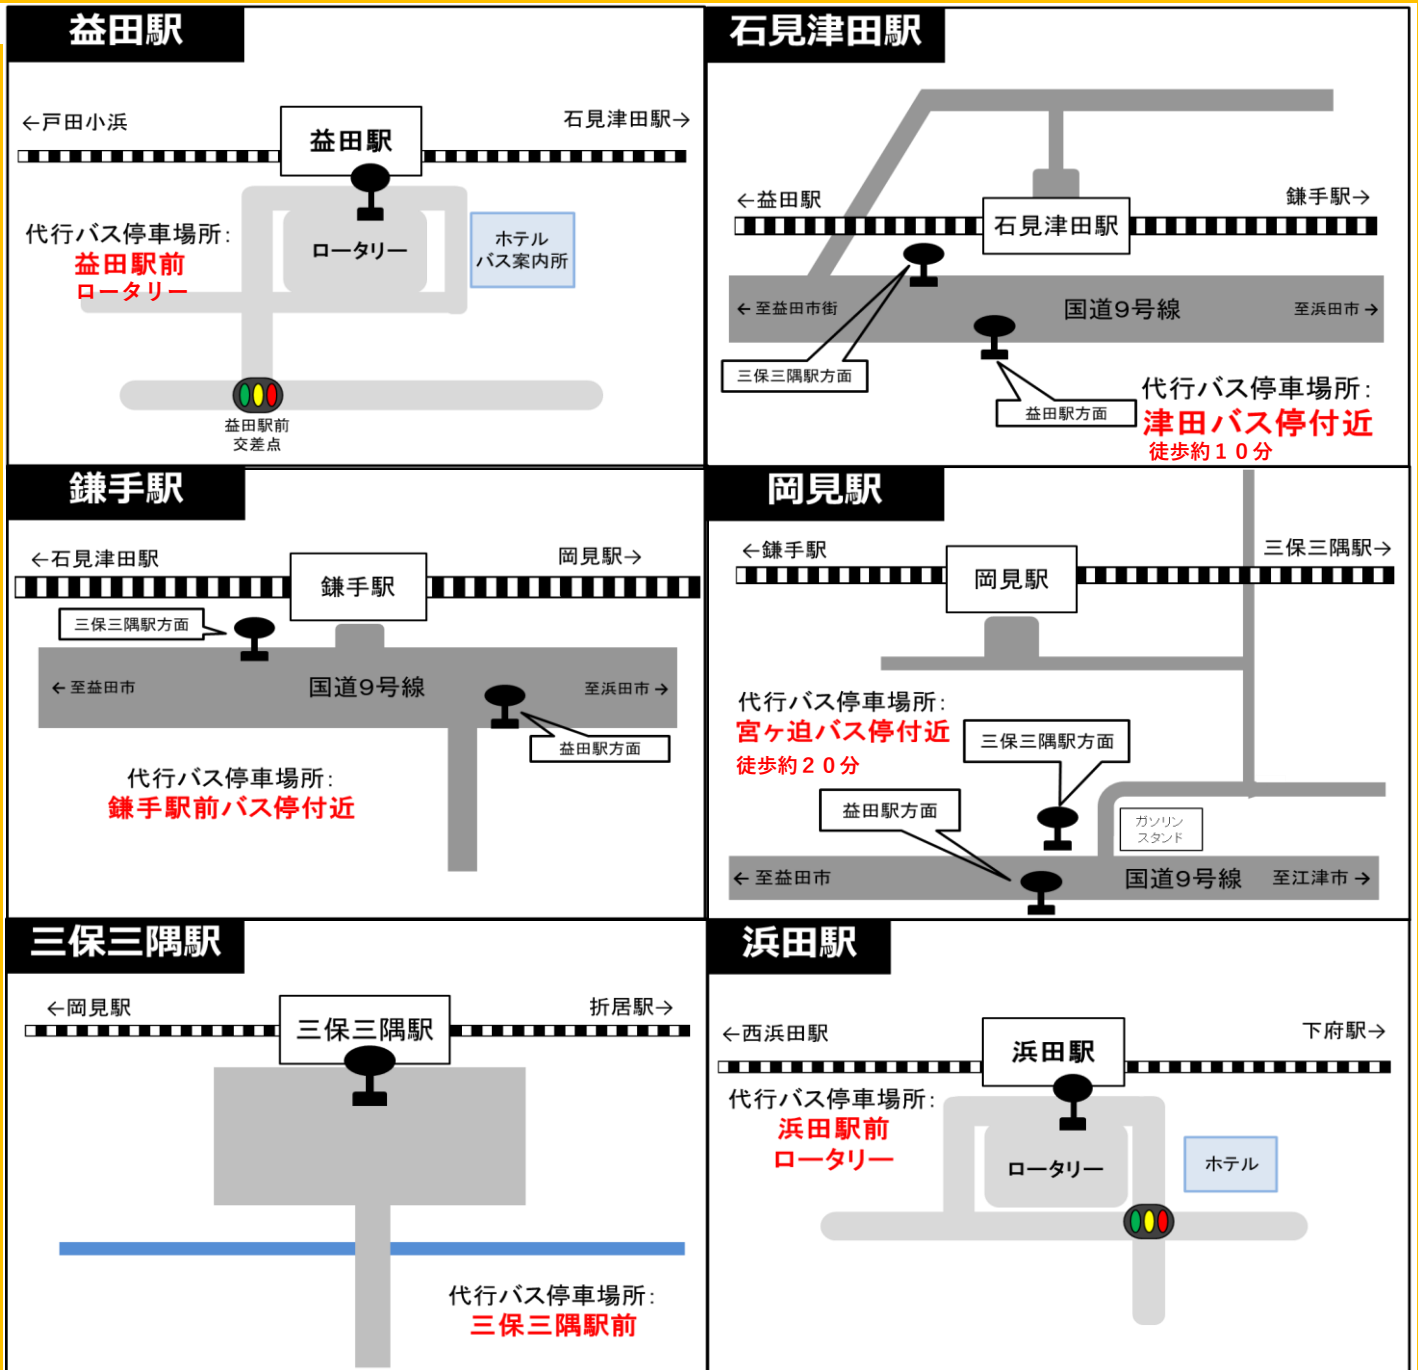 益田駅
←戸田小浜
石見津田駅→
益田駅
代行バス停車場所:
益田駅前
ロータリー
ロータリー
ホテル
バス案内所
益田駅前
交差点
石見津田駅
←益田駅
鎌手駅→
石見津田駅
←至益田市街
国道9号線
至浜田市→
三保三隅駅方面
益田駅方面
代行バス停車場所:
津田バス停付近
徒歩約10分
鎌手駅
←石見津田駅
岡見駅→
鎌手駅
三保三隅駅方面
←至益田市
国道9号線
至浜田市→
益田駅方面
代行バス停車場所:
鎌手駅前バス停付近
岡見駅
←鎌手駅
三保三隅駅→
岡見駅
代行バス停車場所:
宮ヶ迫バス停付近
徒歩約20分
三保三隅駅方面
益田駅方面
ガソリン
スタンド
←至益田市
国道9号線
至江津市→
三保三隅駅
←岡見駅
折居駅→
三保三隅駅
代行バス停車場所:
三保三隅駅前
浜田駅
←西浜田駅
下府駅→
浜田駅
代行バス停車場所:
浜田駅前
ロータリー
ロータリー
ホテル